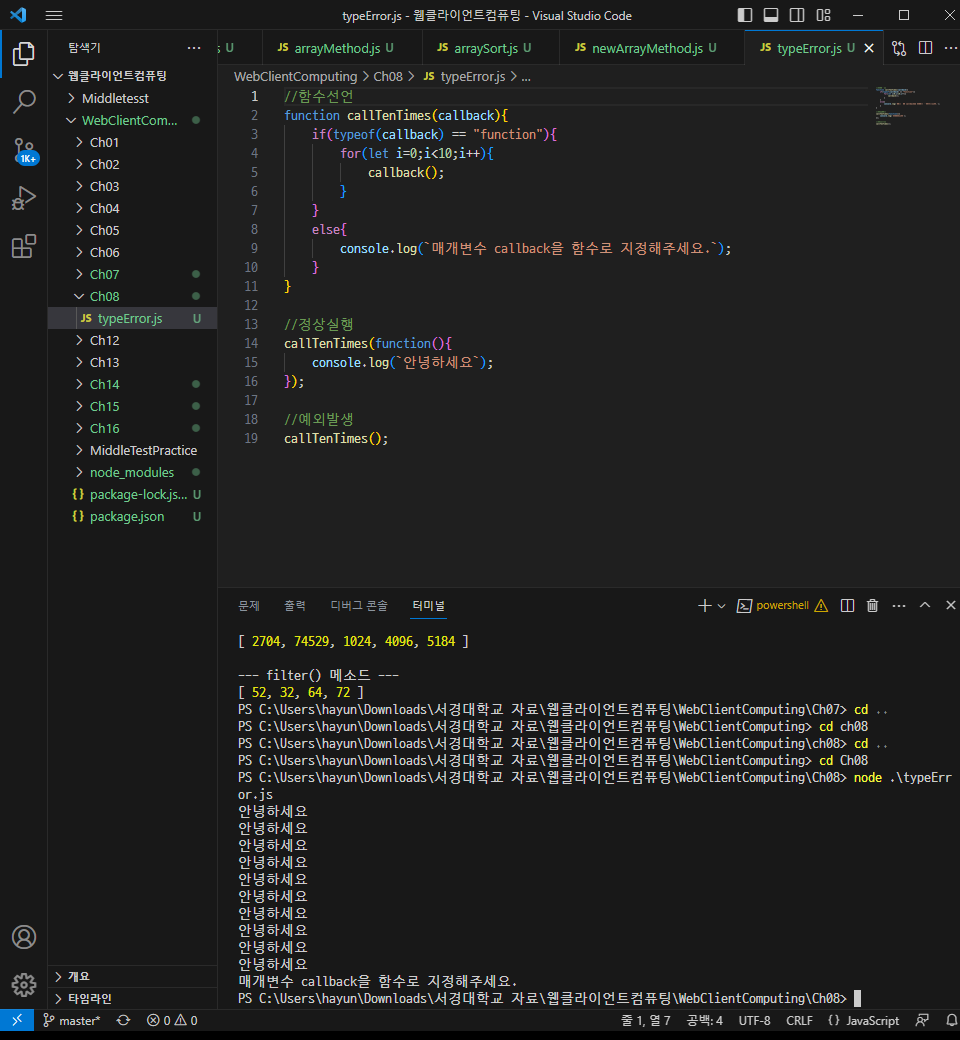 typeError.js - 웹클라이언트컴퓨팅 - Visual Studio Code
탐색기
s U
JS arrayMethod.js U
JS arraySort.js U
JS newArrayMethod.js U
JS typeError.js U
웹클라이언트컴퓨팅
Middletesst
WebClientCom...
Ch01
Ch02
Ch03
Ch04
Ch05
Ch06
Ch07
Ch08
JS typeError.js U
Ch12
Ch13
Ch14
Ch15
Ch16
MiddleTestPractice
node_modules
{} package-lock.js... U
{} package.json U
개요
타임라인
1K+
WebClientComputing > Ch08 > JS typeError.js > ...
1 //함수선언
2 function callTenTimes(callback){
3 if(typeof(callback) == "function"){
4 for(let i=0;i<10;i++){
5 callback();
6 }
7 }
8 else{
9 console.log(`매개변수 callback을 함수로 지정해주세요.`);
10 }
11 }
12
13 //정상실행
14 callTenTimes(function(){
15 console.log(`안녕하세요`);
16 });
17
18 //예외발생
19 callTenTimes();
문제 출력 디버그 콘솔 터미널
powershell
[ 2704, 74529, 1024, 4096, 5184 ]
--- filter() 메소드 ---
[ 52, 32, 64, 72 ]
PS C:\Users\hayun\Downloads\서경대학교 자료\웹클라이언트컴퓨팅\WebClientComputing\Ch07> cd ..
PS C:\Users\hayun\Downloads\서경대학교 자료\웹클라이언트컴퓨팅\WebClientComputing> cd ch08
PS C:\Users\hayun\Downloads\서경대학교 자료\웹클라이언트컴퓨팅\WebClientComputing\ch08> cd ..
PS C:\Users\hayun\Downloads\서경대학교 자료\웹클라이언트컴퓨팅\WebClientComputing> cd Ch08
PS C:\Users\hayun\Downloads\서경대학교 자료\웹클라이언트컴퓨팅\WebClientComputing\Ch08> node .\typeErr
or.js
안녕하세요
안녕하세요
안녕하세요
안녕하세요
안녕하세요
안녕하세요
안녕하세요
안녕하세요
안녕하세요
안녕하세요
매개변수 callback을 함수로 지정해주세요.
PS C:\Users\hayun\Downloads\서경대학교 자료\웹클라이언트컴퓨팅\WebClientComputing\Ch08>
master* 0 0 줄 1, 열 7 공백: 4 UTF-8 CRLF {} JavaScript